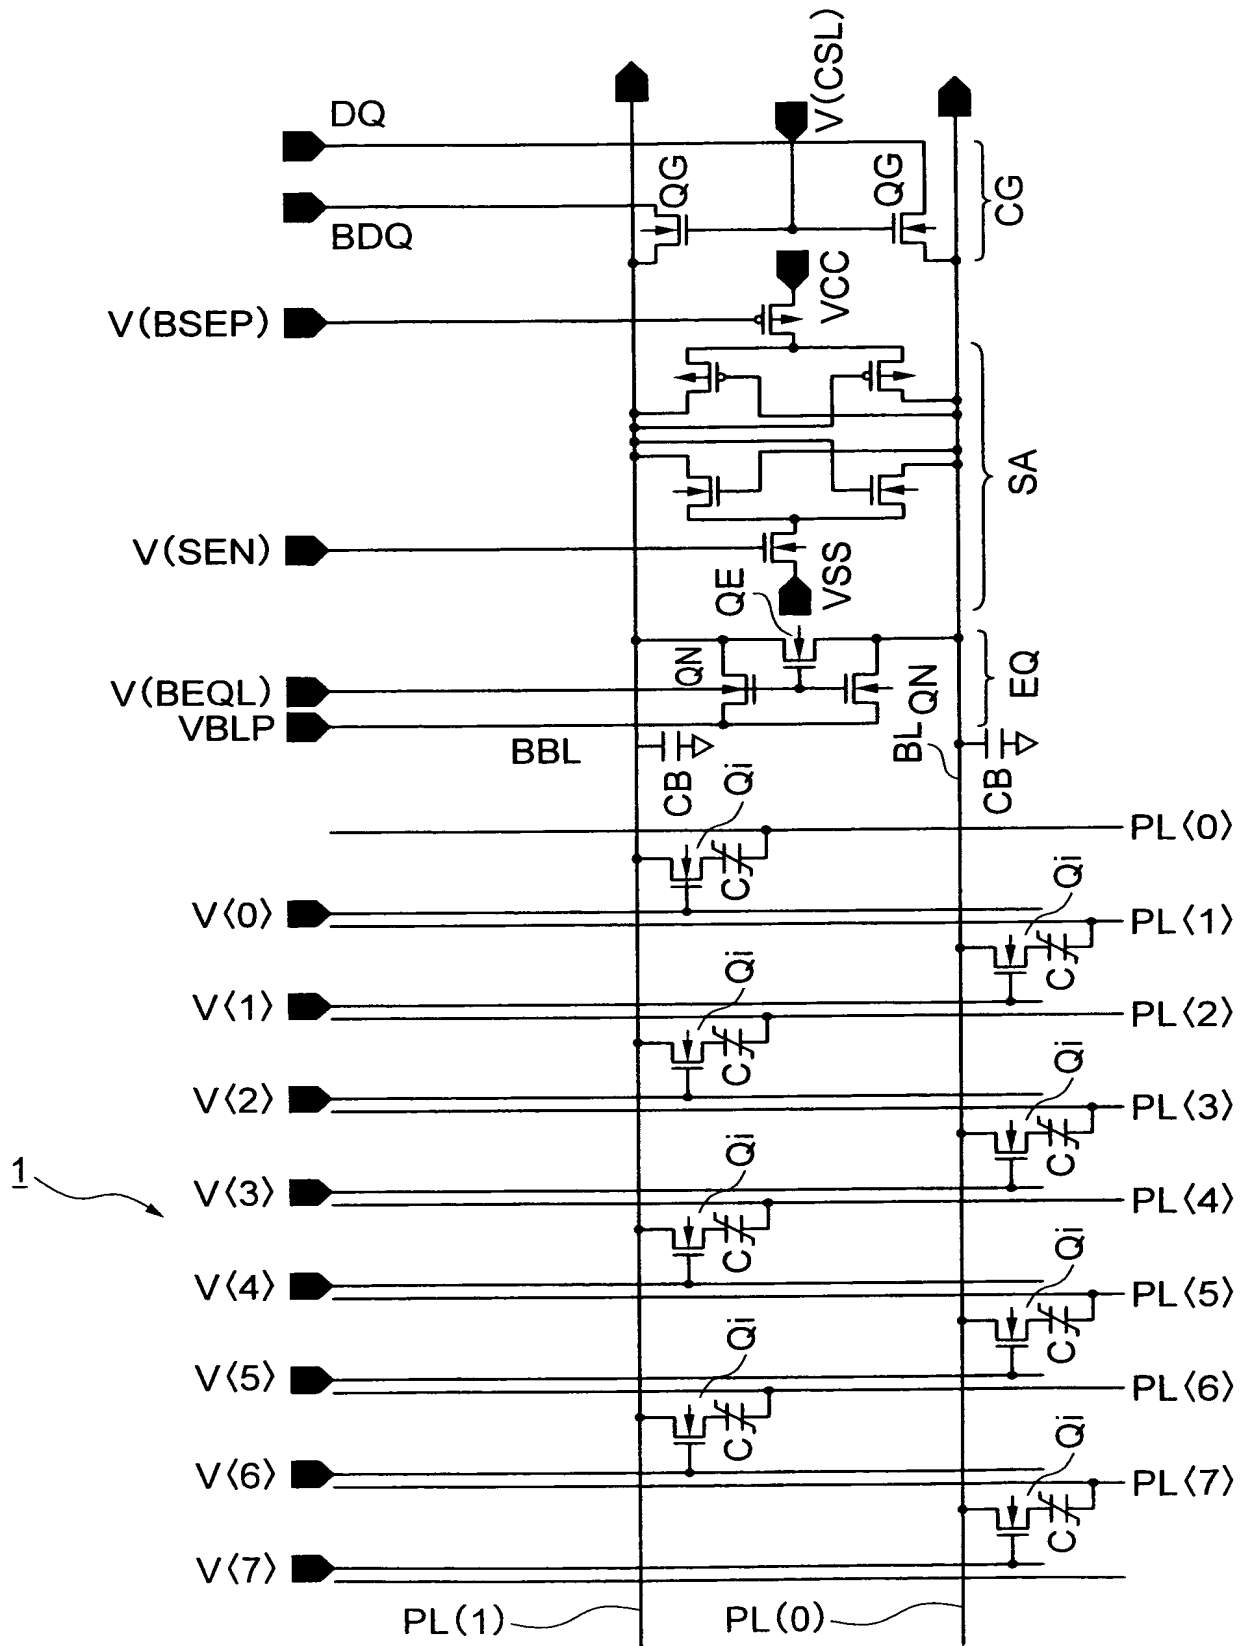 DQ
BDQ
V(CSL)
QG
QG
CG
V(BSEP)
VCC
SA
V(SEN)
VSS
QE
V(BEQL)
QN
QN
EQ
VBLP
BBL
BL
CB
CB
Qi
C
PL⟨0⟩
V⟨0⟩
Qi
C
PL⟨1⟩
V⟨1⟩
Qi
C
PL⟨2⟩
V⟨2⟩
Qi
C
PL⟨3⟩
1
V⟨3⟩
Qi
C
PL⟨4⟩
V⟨4⟩
Qi
C
PL⟨5⟩
V⟨5⟩
Qi
C
PL⟨6⟩
V⟨6⟩
Qi
C
PL⟨7⟩
V⟨7⟩
PL(1)
PL(0)